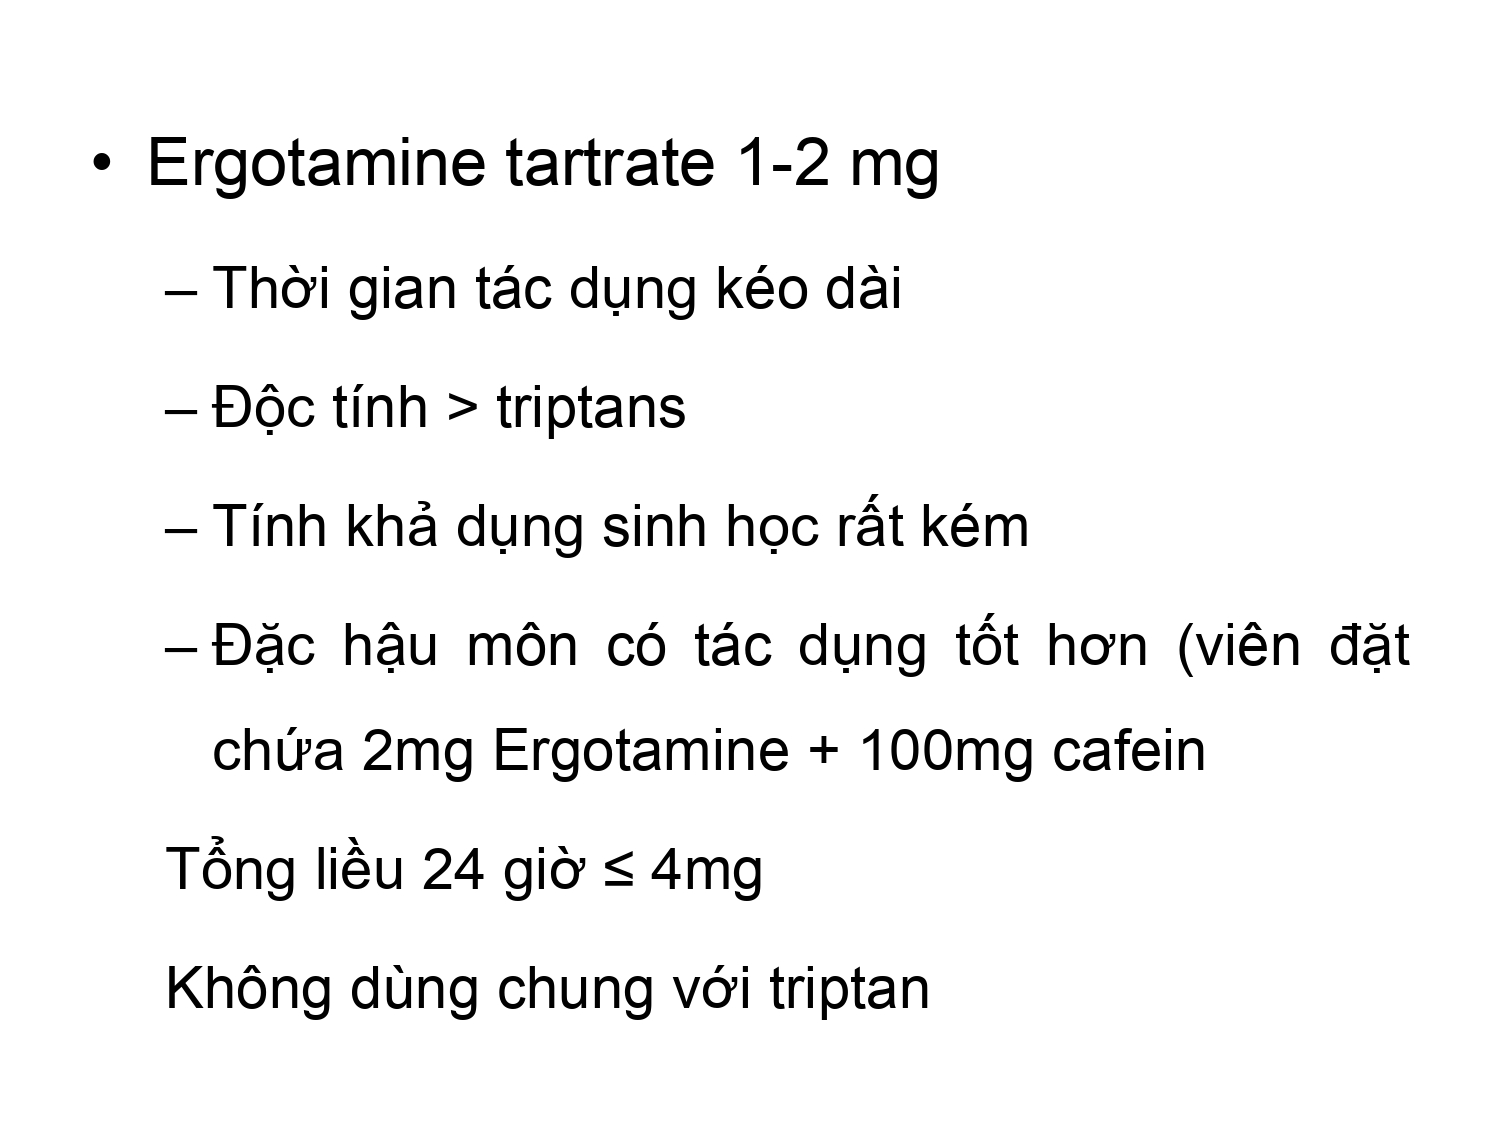 • Ergotamine tartrate 1-2 mg
– Thời gian tác dụng kéo dài
– Độc tính > triptans
– Tính khả dụng sinh học rất kém
– Đặc hậu môn có tác dụng tốt hơn (viên đặt
chứa 2mg Ergotamine + 100mg cafein
Tổng liều 24 giờ ≤ 4mg
Không dùng chung với triptan